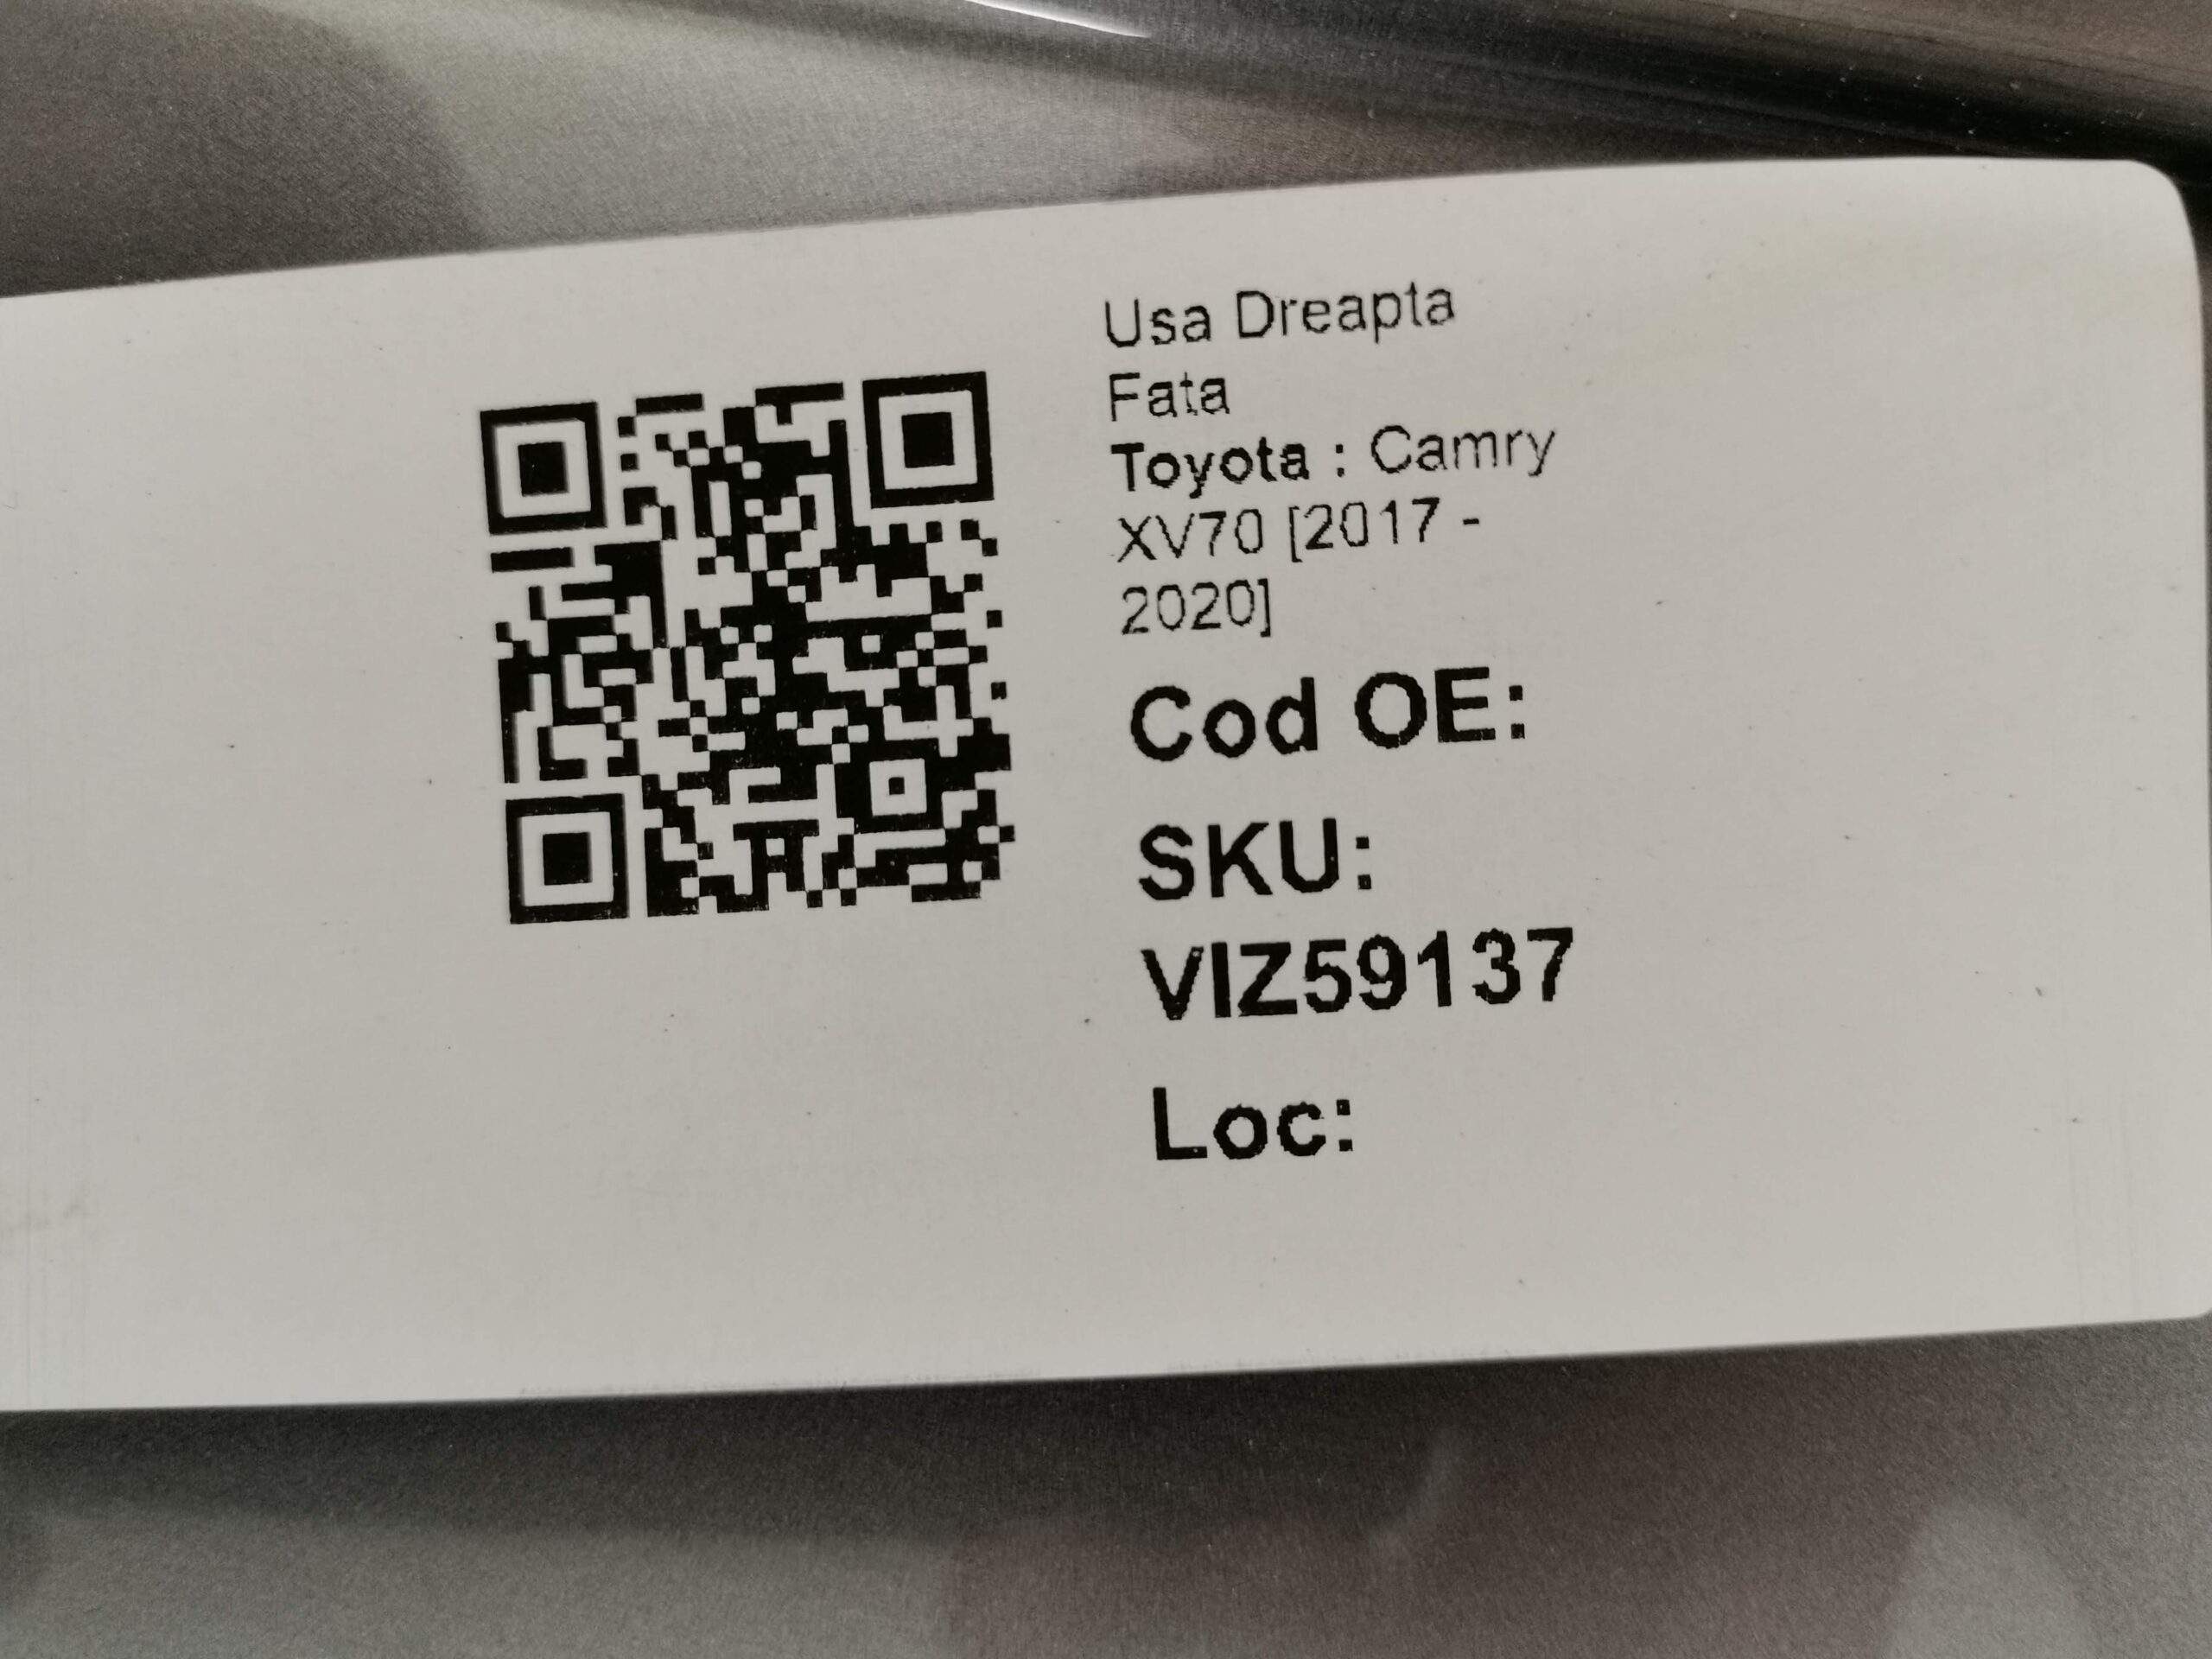 Usa Dreapta
Fata
Toyota : Camry
XV70 [2017 -
2020]
Cod OE:
SKU:
VIZ59137
Loc: